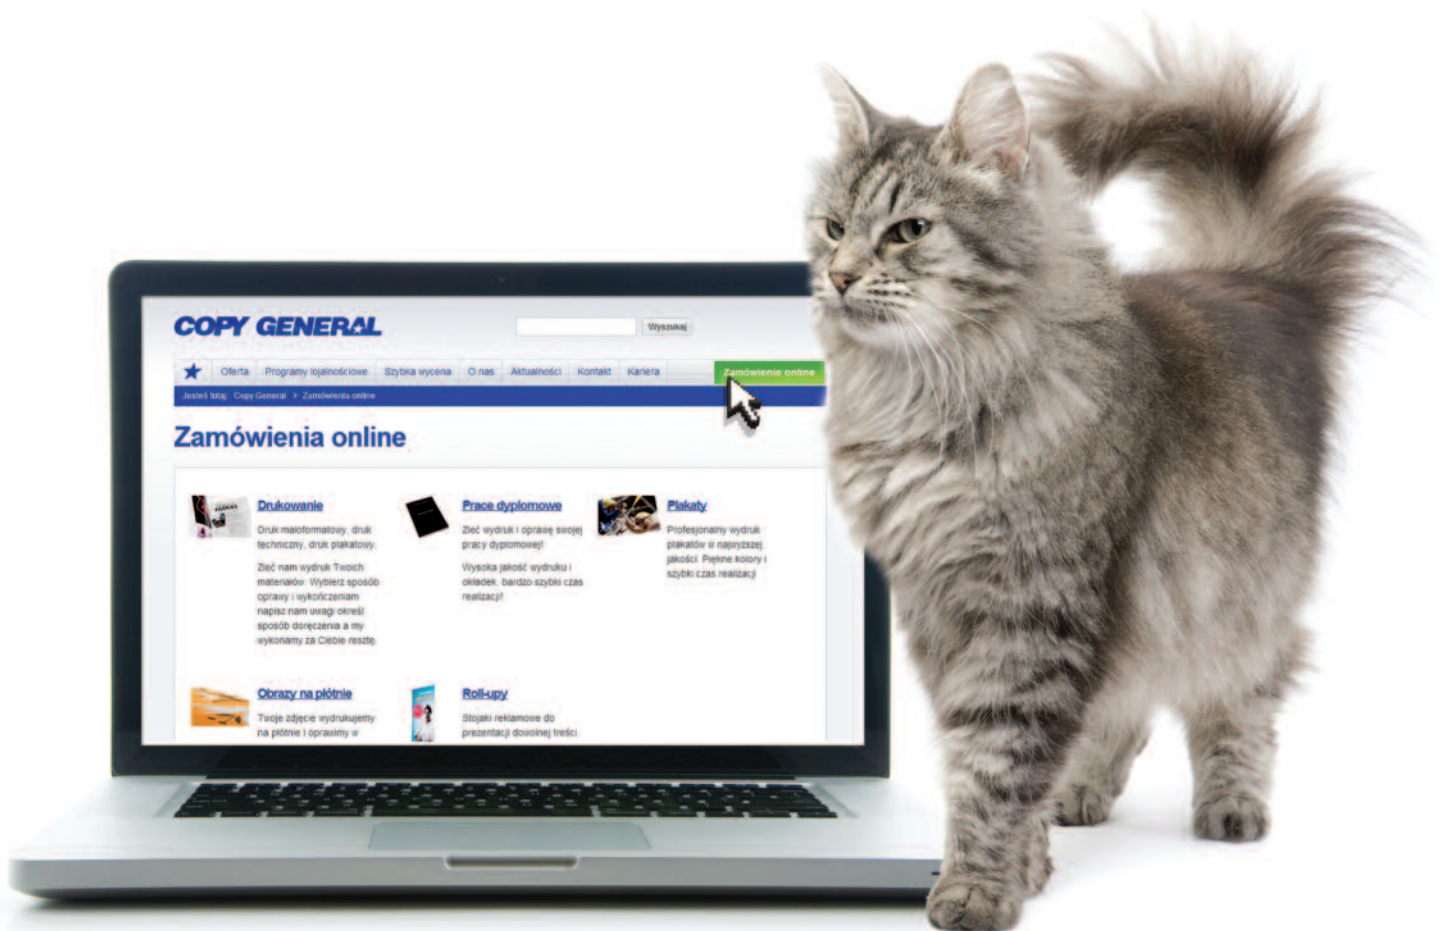 COPY GENERAL
Wyszukaj
Oferta Programy lojalnościowe Szybka wycena O nas Aktualności Kontakt Kariera Zamówienie online
Jesteś tutaj: Copy General > Zamówienia online
Zamówienia online
Drukowanie
Druk małoformatowy, druk
techniczny, druk plakatowy.
Zleć nam wydruk Twoich
materiałów. Wybierz sposób
oprawy i wykończeniam
napisz nam uwagi określ
sposób doręczenia a my
wykonamy za Ciebie resztę.
Prace dyplomowe
Zleć wydruk i oprawę swojej
pracy dyplomowej!
Wysoka jakość wydruku i
okładek, bardzo szybki czas
realizacji!
Plakaty
Profesjonalny wydruk
plakatów w najwyższej
jakości. Piękne kolory i
szybki czas realizacji
Obrazy na płótnie
Twoje zdjęcie wydrukujemy
na płótnie i oprawimy w
Roll-upy
Stojaki reklamowe do
prezentacji dowolnej treści